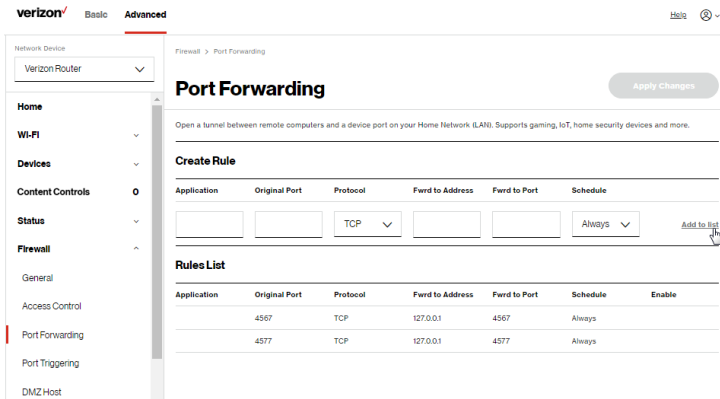 verizon✓ Basic Advanced Help
Network Device
Verizon Router
Home
Wi-Fi
Devices
Content Controls 0
Status
Firewall
General
Access Control
Port Forwarding
Port Triggering
DMZ Host
Firewall > Port Forwarding
Port Forwarding
Apply Changes
Open a tunnel between remote computers and a device port on your Home Network (LAN). Supports gaming, IoT, home security devices and more.
Create Rule
Application Original Port Protocol Fwrd to Address Fwrd to Port Schedule
TCP Always Add to list
Rules List
Application Original Port Protocol Fwrd to Address Fwrd to Port Schedule Enable
4567 TCP 127.0.0.1 4567 Always
4577 TCP 127.0.0.1 4577 Always